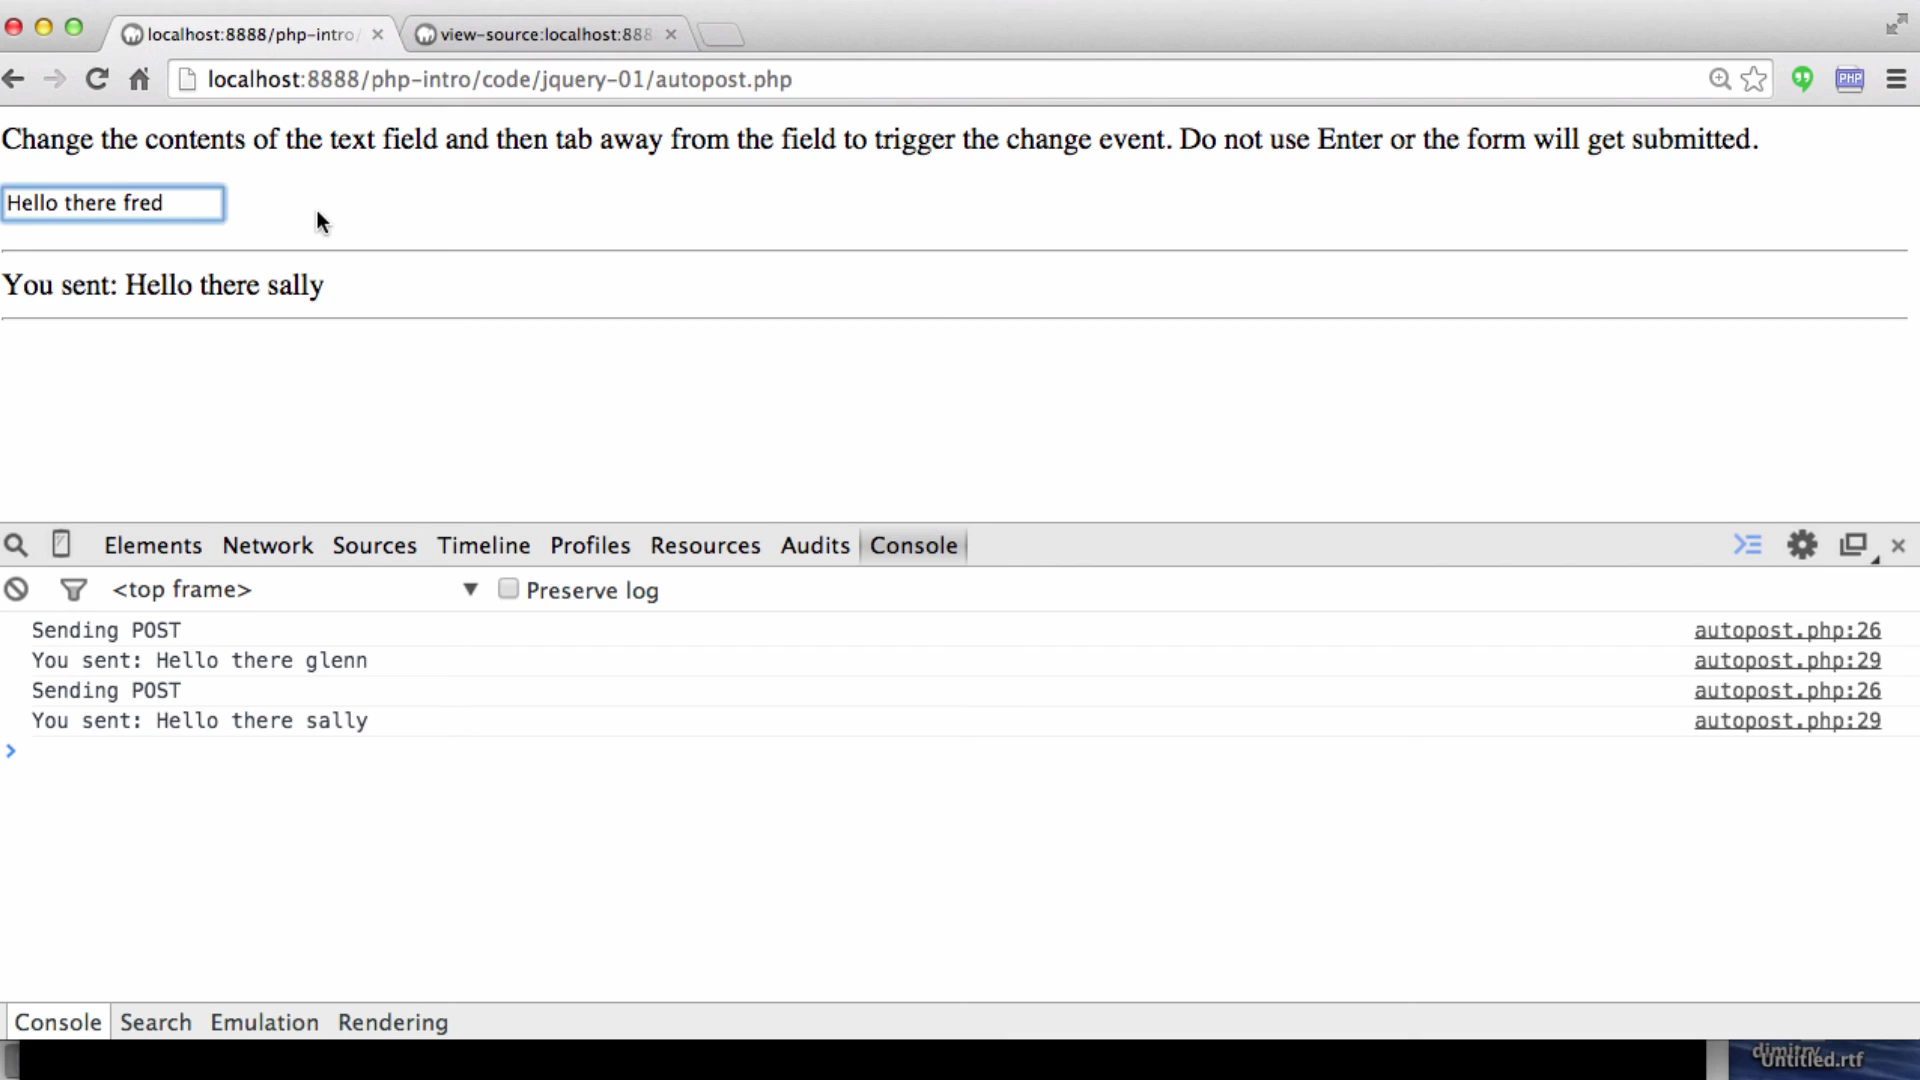 localhost:8888/php-intro/
view-source:localhost:888
localhost:8888/php-intro/code/jquery-01/autopost.php
PHP
Change the contents of the text field and then tab away from the field to trigger the change event. Do not use Enter or the form will get submitted.
Hello there fred
You sent: Hello there sally
Elements Network Sources Timeline Profiles Resources Audits Console
<top frame> Preserve log
Sending POST autopost.php:26
You sent: Hello there glenn autopost.php:29
Sending POST autopost.php:26
You sent: Hello there sally autopost.php:29
Console Search Emulation Rendering
dimitry
Untitled.rtf